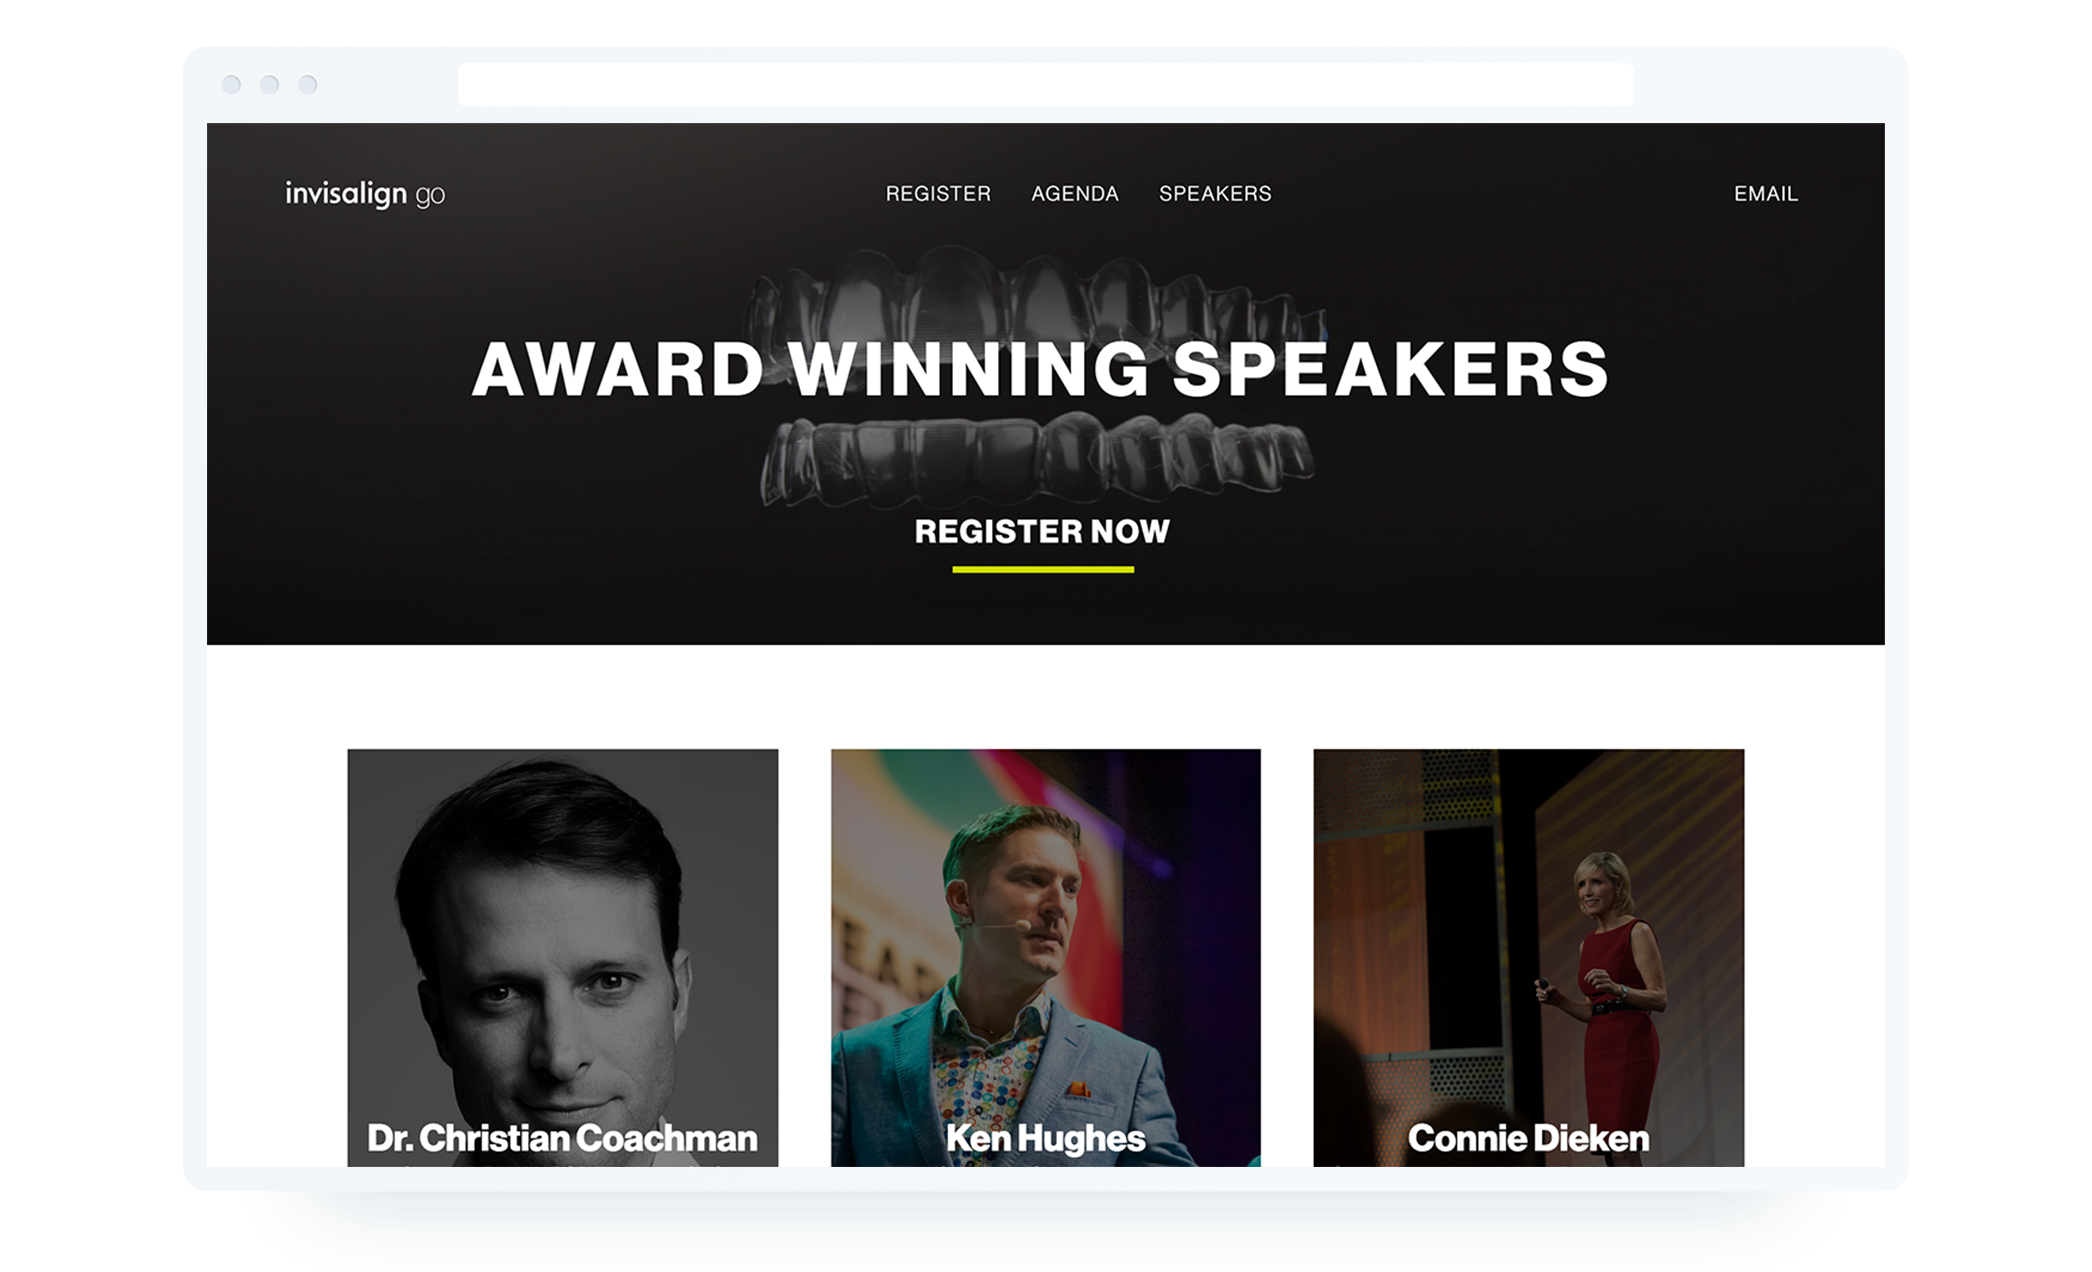 invisalign go
REGISTER AGENDA SPEAKERS
EMAIL
AWARD WINNING SPEAKERS
REGISTER NOW
Dr. Christian Coachman
Ken Hughes
Connie Dieken